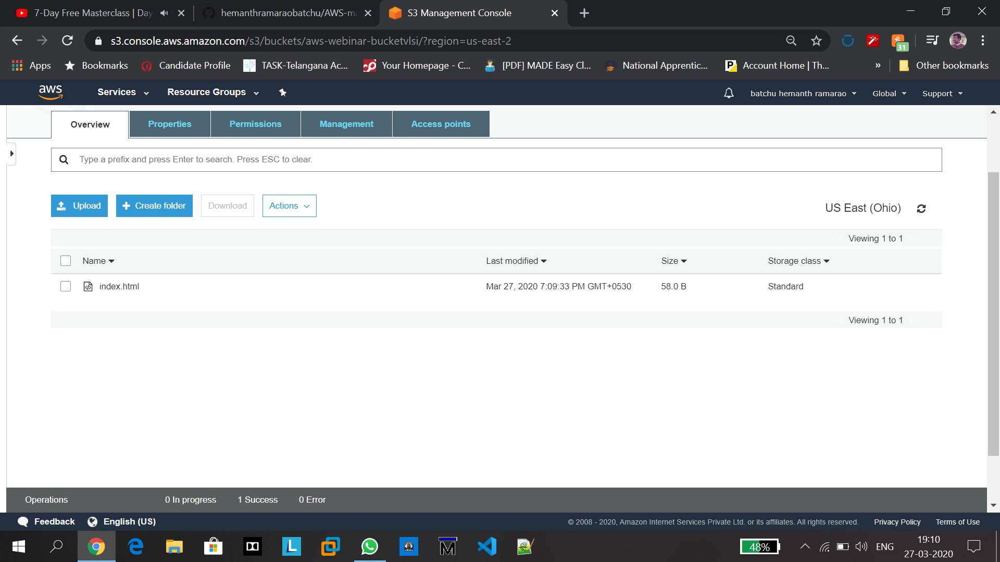 7-Day Free Masterclass | Day
hemanthramaraobatchu/AWS-ma
S3 Management Console
s3.console.aws.amazon.com/s3/buckets/aws-webinar-bucketvlsi/?region=us-east-2
31
Apps
Bookmarks
Candidate Profile
TASK-Telangana Ac...
Your Homepage - C...
[PDF] MADE Easy Cl...
National Apprentic...
Account Home | Th...
»
Other bookmarks
aws
Services
Resource Groups
batchu hemanth ramarao
Global
Support
Overview
Properties
Permissions
Management
Access points
Type a prefix and press Enter to search. Press ESC to clear.
Upload
Create folder
Download
Actions
US East (Ohio)
Viewing 1 to 1
Name
Last modified
Size
Storage class
index.html
Mar 27, 2020 7:09:33 PM GMT+0530
58.0 B
Standard
Viewing 1 to 1
Operations
0 In progress
1 Success
0 Error
Feedback
English (US)
© 2008 - 2020, Amazon Internet Services Private Ltd. or its affiliates. All rights reserved.
Privacy Policy
Terms of Use
L
M
48%
ENG
19:10
27-03-2020